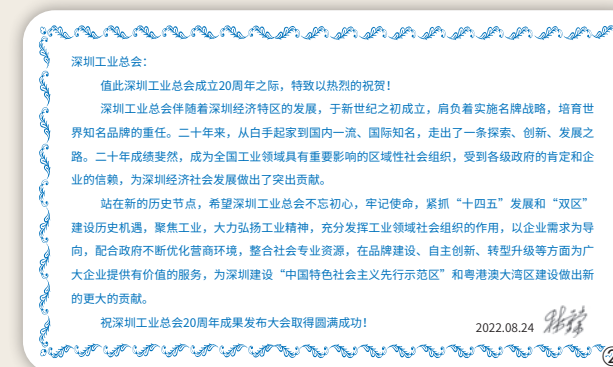 深圳工业总会：
值此深圳工业总会成立20周年之际，特致以热烈的祝贺！
深圳工业总会伴随着深圳经济特区的发展，于新世纪之初成立，肩负着实施名牌战略，培育世
界知名品牌的重任。二十年来，从白手起家到国内一流、国际知名，走出了一条探索、创新、发展之
路。二十年成绩斐然，成为全国工业领域具有重要影响的区域性社会组织，受到各级政府的肯定和企
业的信赖，为深圳经济社会发展做出了突出贡献。
站在新的历史节点，希望深圳工业总会不忘初心，牢记使命，紧抓“十四五”发展和“双区”
建设历史机遇，聚焦工业，大力弘扬工业精神，充分发挥工业领域社会组织的作用，以企业需求为导
向，配合政府不断优化营商环境，整合社会专业资源，在品牌建设、自主创新、转型升级等方面为广
大企业提供有价值的服务，为深圳建设“中国特色社会主义先行示范区”和粤港澳大湾区建设做出新
的更大的贡献。
祝深圳工业总会20周年成果发布大会取得圆满成功！
2022.08.24